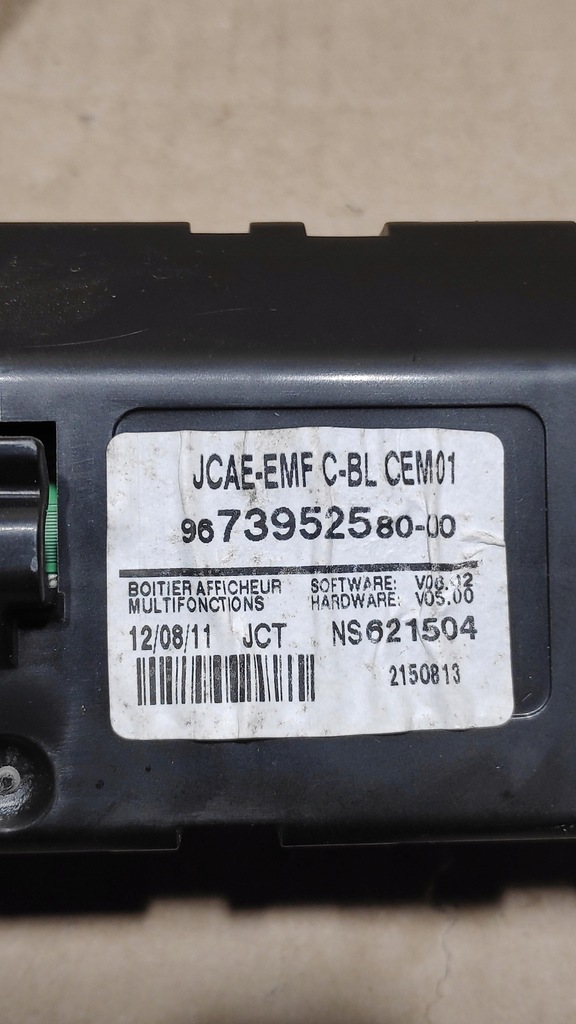 JCAE-EMF C-BL CEM01
9673952580-00
BOITIER AFFICHEUR SOFTWARE:
MULTIFONCTIONS HARDWARE: V05.00
12/08/11 JCT NS621504
2150813